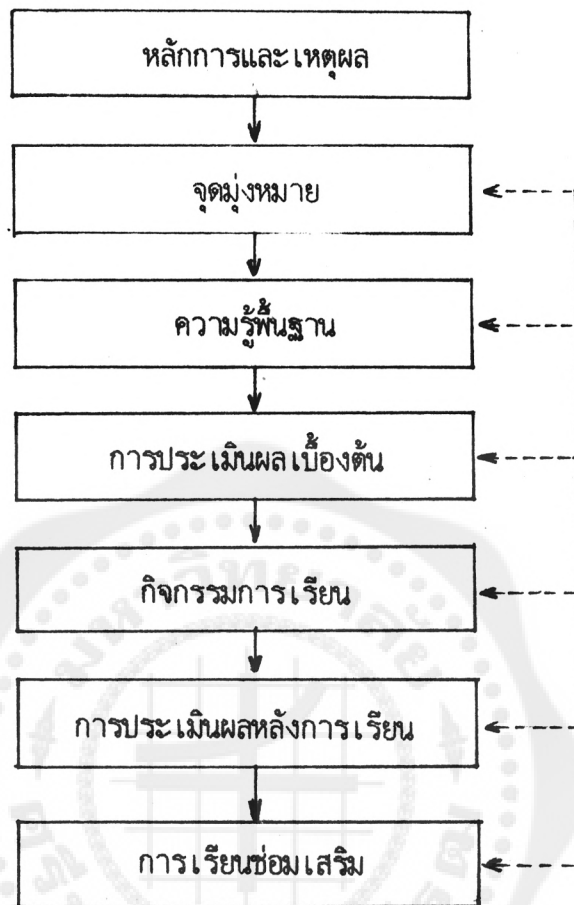 หลักการและเหตุผล
จุดมุ่งหมาย
ความรู้พื้นฐาน
การประเมินผลเบื้องต้น
กิจกรรมการเรียน
การประเมินผลหลังการเรียน
การเรียนซ่อมเสริม